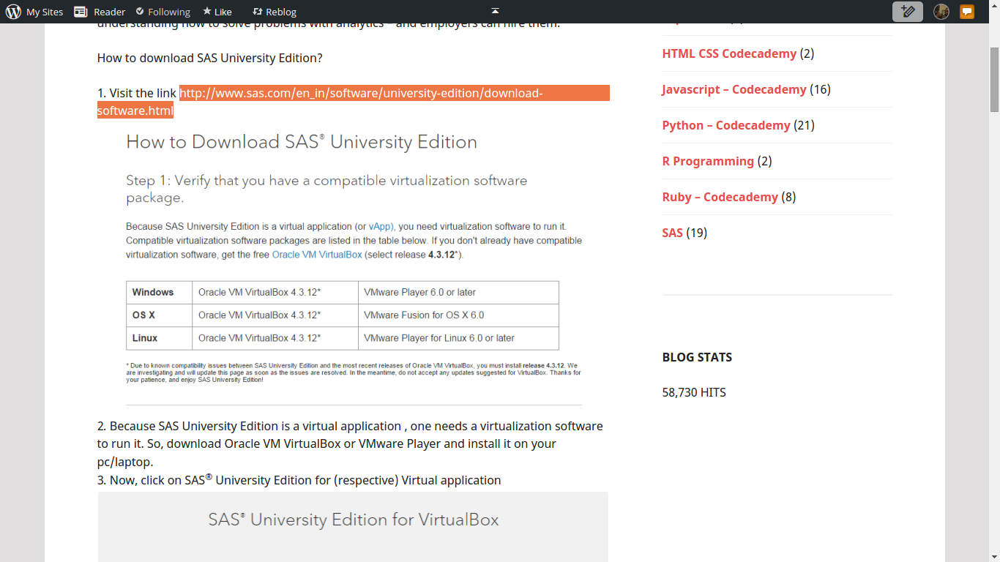 My Sites Reader Following Like Reblog
understanding how to solve problems with analytics – and employers can hire them.
How to download SAS University Edition?
1. Visit the link http://www.sas.com/en_in/software/university-edition/download-
software.html
How to Download SAS® University Edition
Step 1: Verify that you have a compatible virtualization software
package.
Because SAS University Edition is a virtual application (or vApp), you need virtualization software to run it.
Compatible virtualization software packages are listed in the table below. If you don't already have compatible
virtualization software, get the free Oracle VM VirtualBox (select release 4.3.12*).
Windows Oracle VM VirtualBox 4.3.12* VMware Player 6.0 or later
OS X Oracle VM VirtualBox 4.3.12* VMware Fusion for OS X 6.0
Linux Oracle VM VirtualBox 4.3.12* VMware Player for Linux 6.0 or later
* Due to known compatibility issues between SAS University Edition and the most recent releases of Oracle VM VirtualBox, you must install release 4.3.12. We
are investigating and will update this page as soon as the issues are resolved. In the meantime, do not accept any updates suggested for VirtualBox. Thanks for
your patience, and enjoy SAS University Edition!
2. Because SAS University Edition is a virtual application , one needs a virtualization software
to run it. So, download Oracle VM VirtualBox or VMware Player and install it on your
pc/laptop.
3. Now, click on SAS® University Edition for (respective) Virtual application
SAS® University Edition for VirtualBox
HTML CSS Codecademy (2)
Javascript – Codecademy (16)
Python – Codecademy (21)
R Programming (2)
Ruby – Codecademy (8)
SAS (19)
BLOG STATS
58,730 HITS